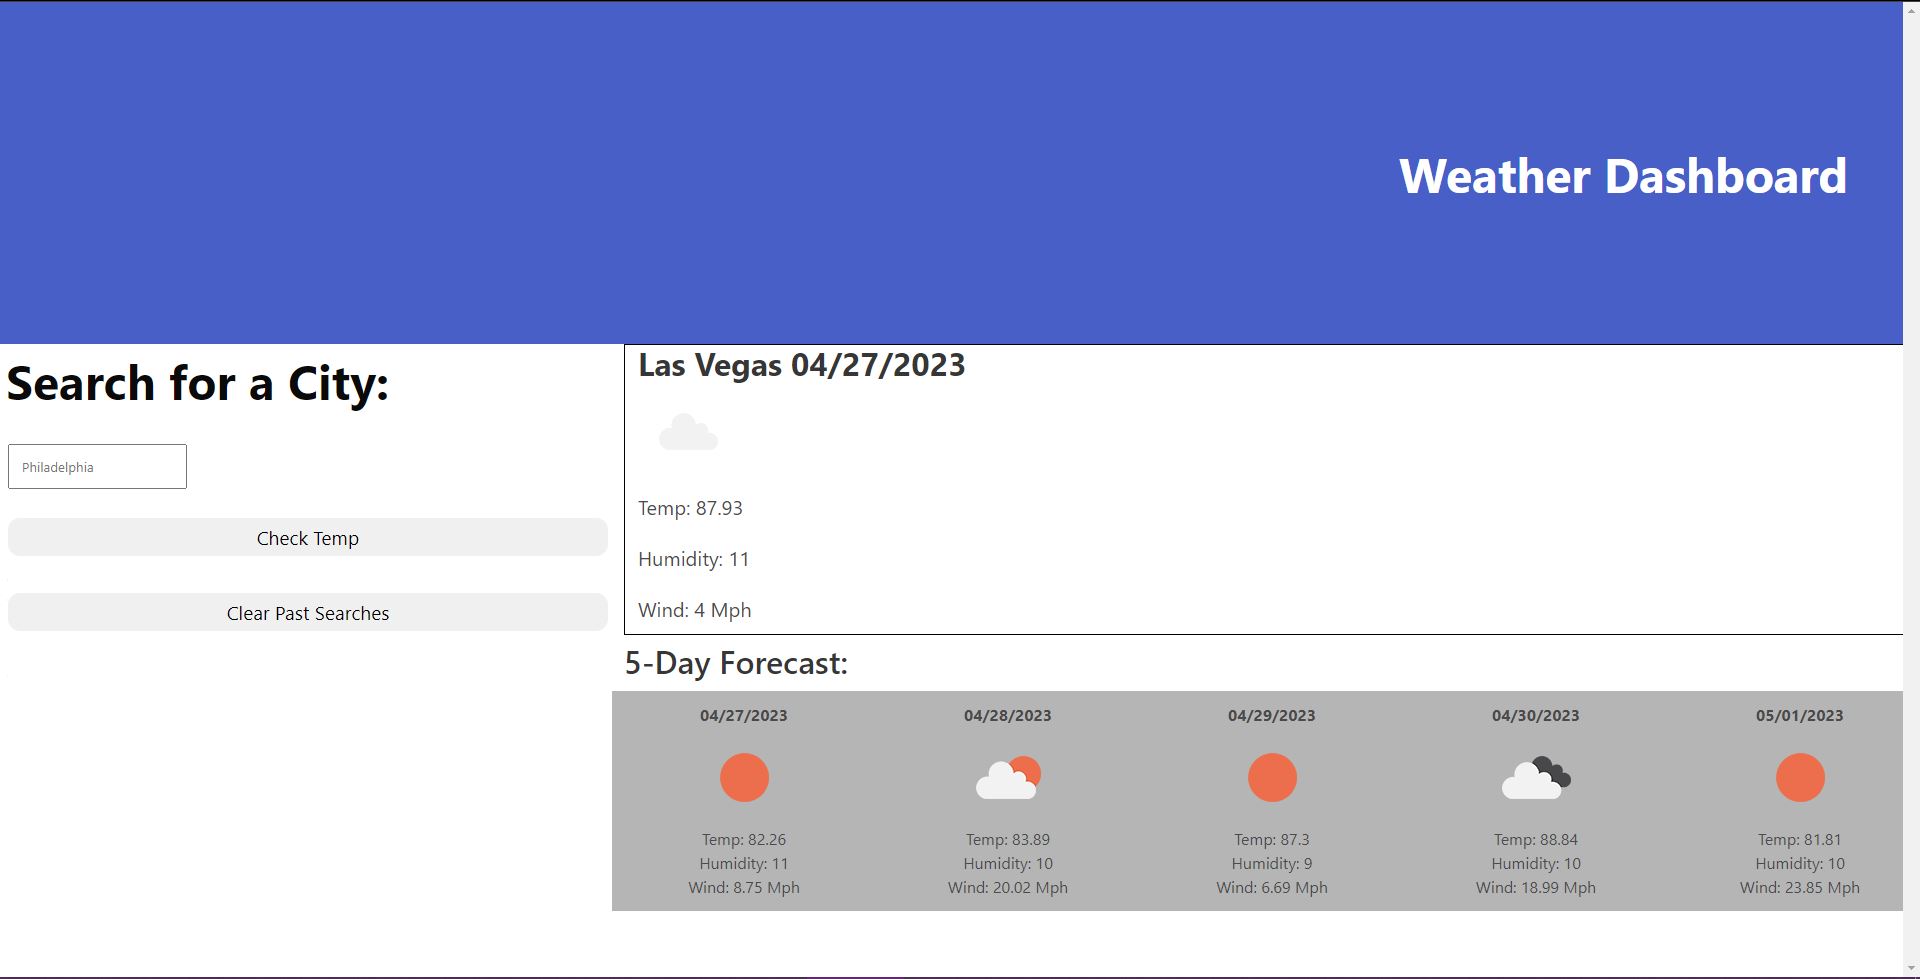 Weather Dashboard
Search for a City:
Philadelphia
Check Temp
Clear Past Searches
Las Vegas 04/27/2023
Temp: 87.93
Humidity: 11
Wind: 4 Mph
5-Day Forecast:
04/27/2023
Temp: 82.26
Humidity: 11
Wind: 8.75 Mph
04/28/2023
Temp: 83.89
Humidity: 10
Wind: 20.02 Mph
04/29/2023
Temp: 87.3
Humidity: 9
Wind: 6.69 Mph
04/30/2023
Temp: 88.84
Humidity: 10
Wind: 18.99 Mph
05/01/2023
Temp: 81.81
Humidity: 10
Wind: 23.85 Mph